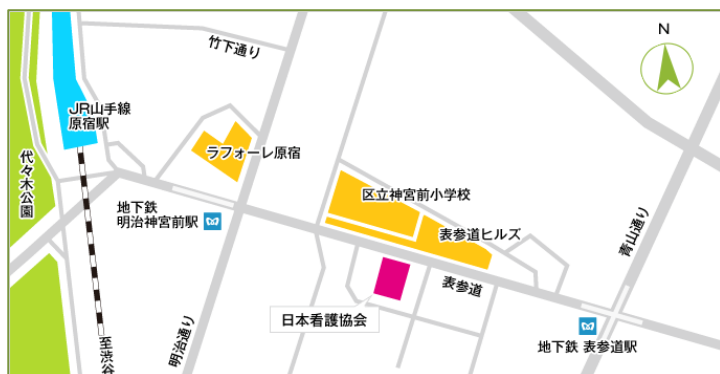 竹下通り
N
JR山手線
原宿駅
ラフォーレ原宿
代々木公園
区立神宮前小学校
地下鉄
明治神宮前駅
表参道ヒルズ
青山通り
表参道
日本看護協会
明治通り
至渋谷
地下鉄 表参道駅